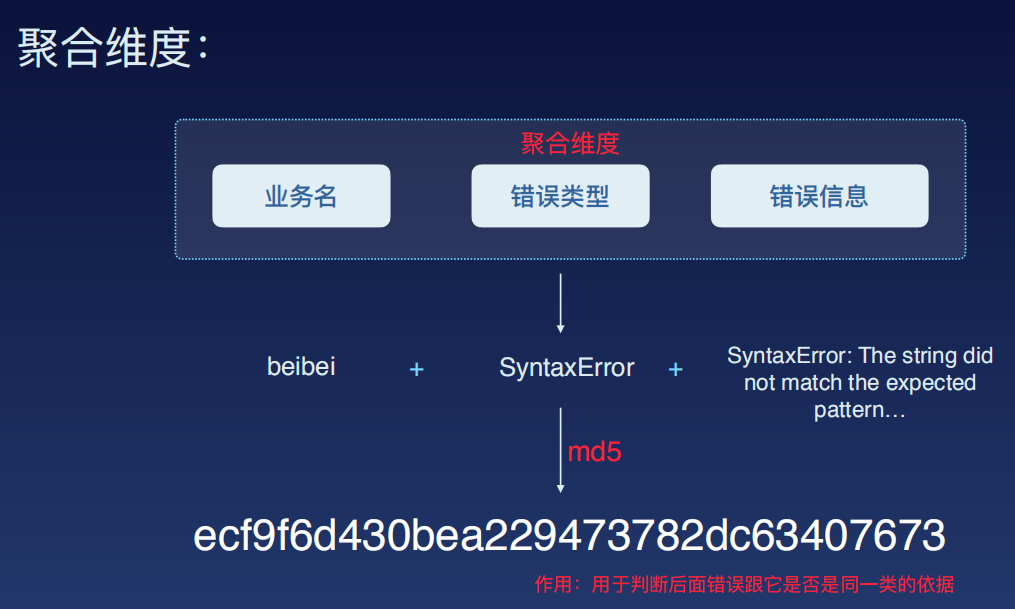 聚合维度：
聚合维度
业务名 错误类型 错误信息
beibei + SyntaxError + SyntaxError: The string did
not match the expected
pattern…
md5
ecf9f6d430bea229473782dc63407673
作用：用于判断后面错误跟它是否是同一类的依据